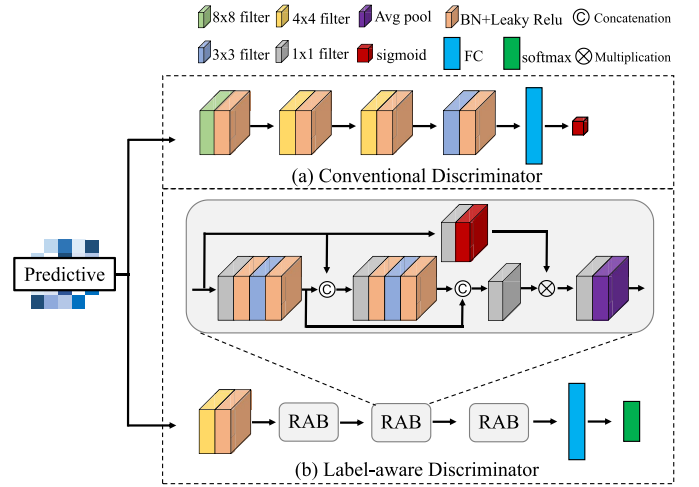 8x8 filter 4x4 filter Avg pool BN+Leaky Relu © Concatenation
3x3 filter 1x1 filter sigmoid FC softmax ⊗ Multiplication
(a) Conventional Discriminator
Predictive
C C
RAB RAB RAB
(b) Label-aware Discriminator